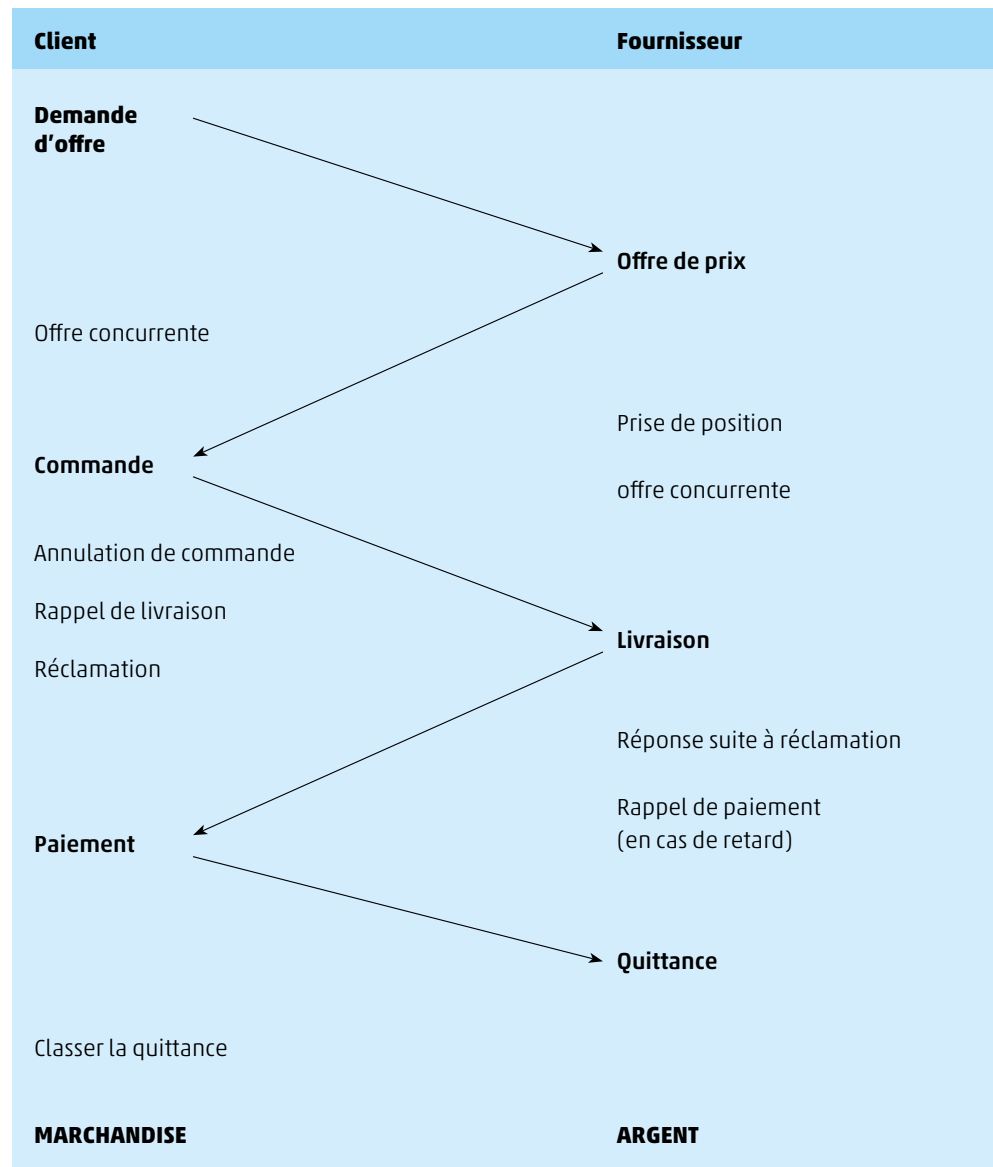 Client
Fournisseur
Demande
d’offre
Offre de prix
Offre concurrente
Prise de position
Commande
offre concurrente
Annulation de commande
Rappel de livraison
Livraison
Réclamation
Réponse suite à réclamation
Rappel de paiement
(en cas de retard)
Paiement
Quittance
Classer la quittance
MARCHANDISE
ARGENT